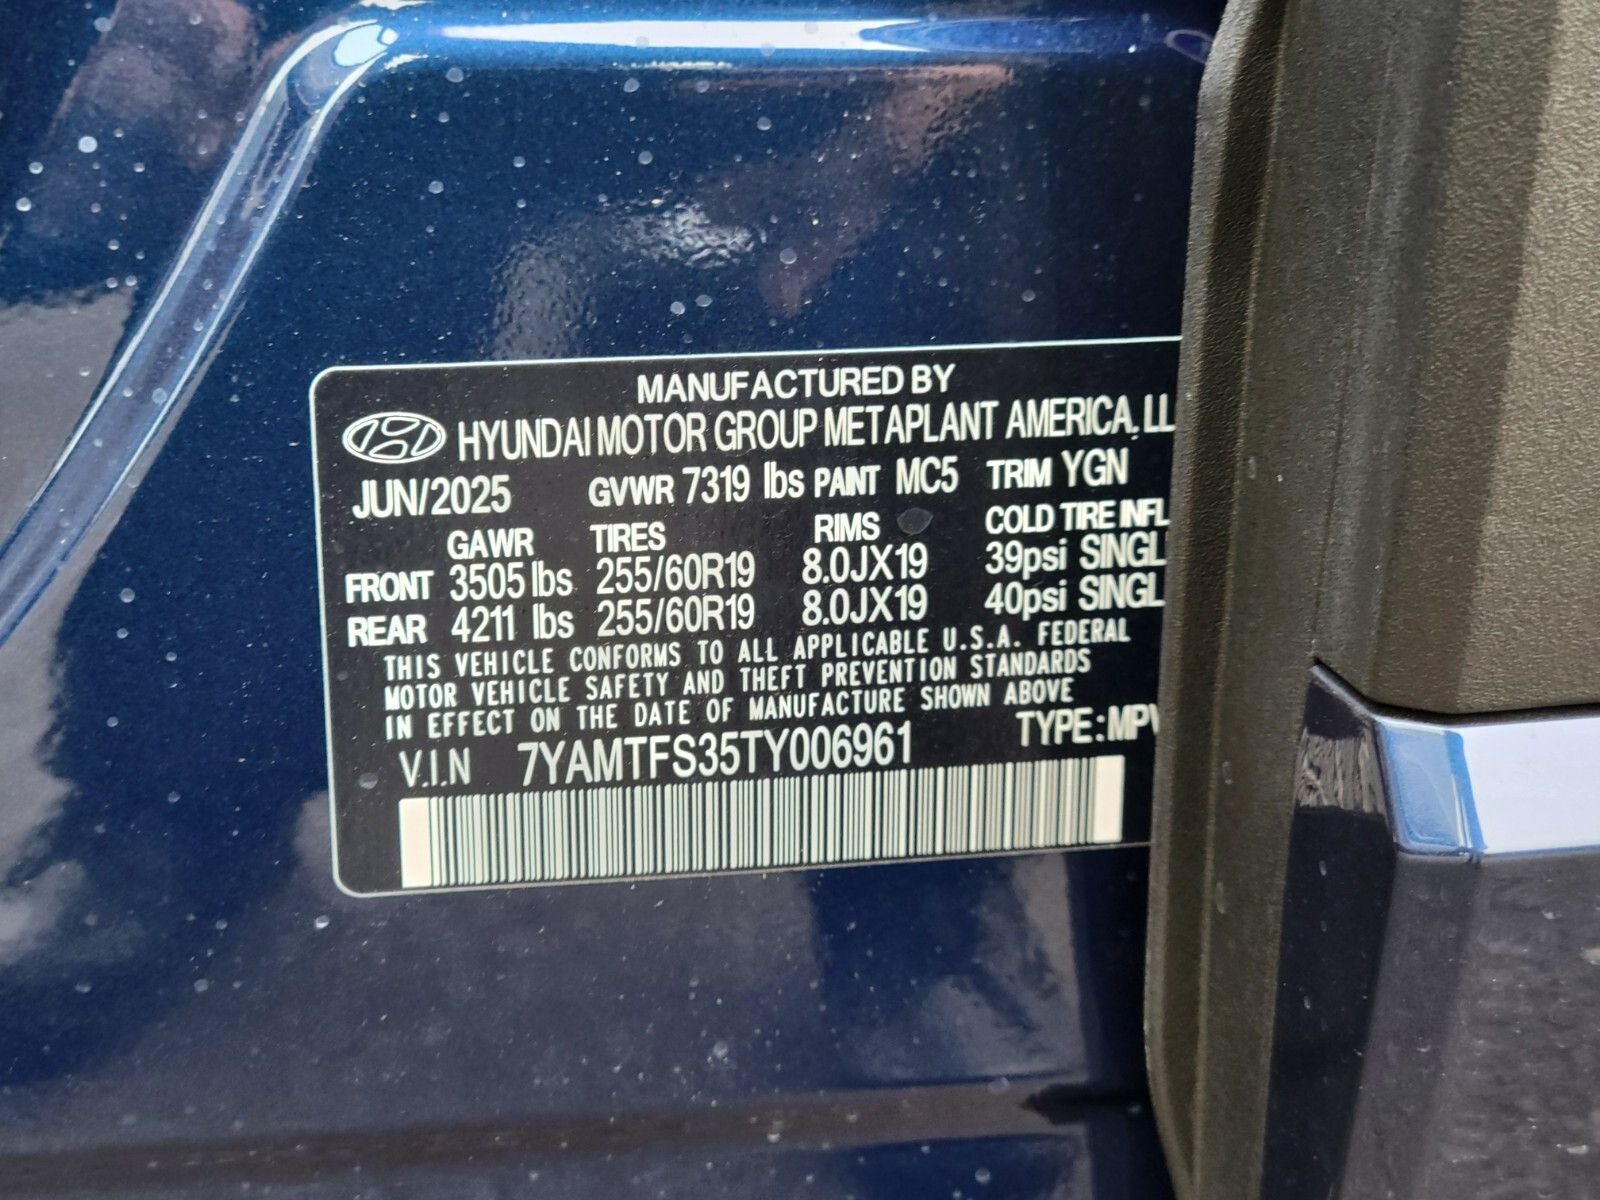 MANUFACTURED BY
HYUNDAI MOTOR GROUP METAPLANT AMERICA, LL
JUN/2025 GVWR 7319 lbs PAINT MC5 TRIM YGN
GAWR TIRES RIMS COLD TIRE INFL
FRONT 3505 lbs 255/60R19 8.0JX19 39psi SINGL
REAR 4211 lbs 255/60R19 8.0JX19 40psi SINGL
THIS VEHICLE CONFORMS TO ALL APPLICABLE U.S.A. FEDERAL
MOTOR VEHICLE SAFETY AND THEFT PREVENTION STANDARDS
IN EFFECT ON THE DATE OF MANUFACTURE SHOWN ABOVE
V.I.N 7YAMTFS35TY006961 TYPE:MPV